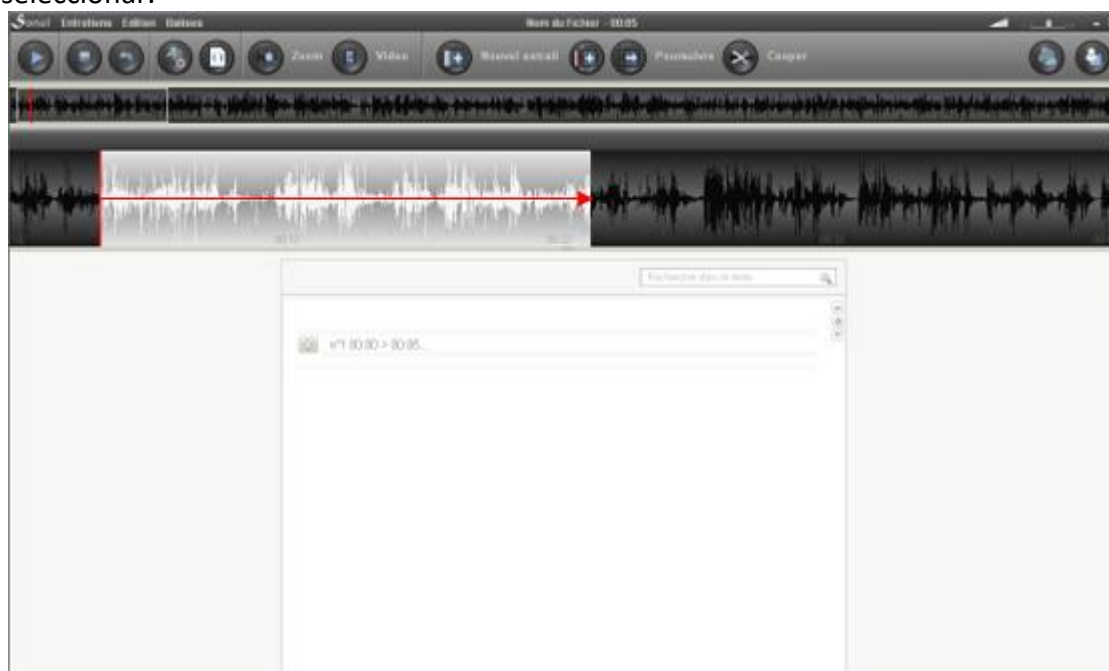 seleccionar.
Sonal Entretiens Edition Balises Nom du Fichier - 00:05
Zoom Vidéo Nouvel extrait Poursuivre Couper
Rechercher dans le texte
n°1 00:00 > 00:05